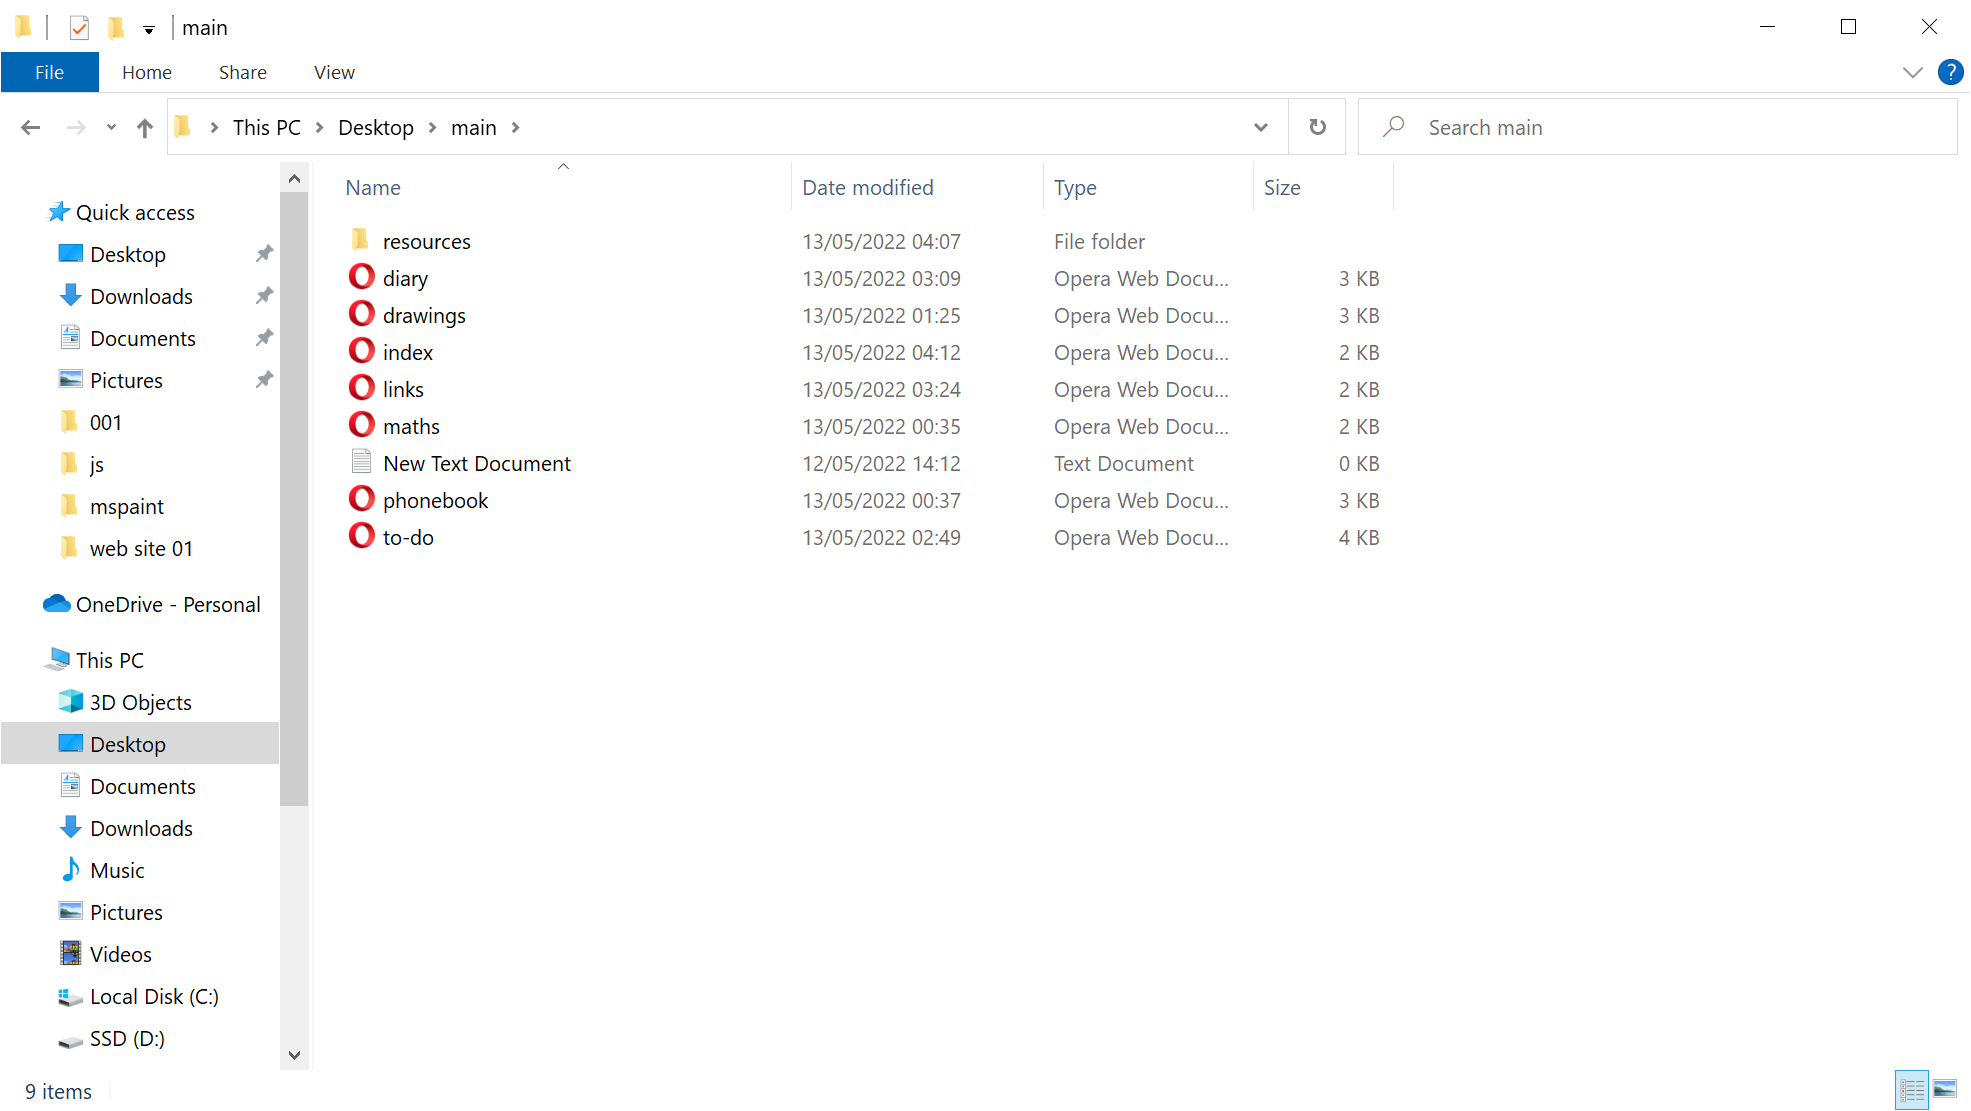 main
File Home Share View ?
This PC Desktop main Search main
Name Date modified Type Size
Quick access
Desktop
Downloads
Documents
Pictures
001
js
mspaint
web site 01
OneDrive - Personal
This PC
3D Objects
Desktop
Documents
Downloads
Music
Pictures
Videos
Local Disk (C:)
SSD (D:)
resources 13/05/2022 04:07 File folder
diary 13/05/2022 03:09 Opera Web Docu... 3 KB
drawings 13/05/2022 01:25 Opera Web Docu... 3 KB
index 13/05/2022 04:12 Opera Web Docu... 2 KB
links 13/05/2022 03:24 Opera Web Docu... 2 KB
maths 13/05/2022 00:35 Opera Web Docu... 2 KB
New Text Document 12/05/2022 14:12 Text Document 0 KB
phonebook 13/05/2022 00:37 Opera Web Docu... 3 KB
to-do 13/05/2022 02:49 Opera Web Docu... 4 KB
9 items